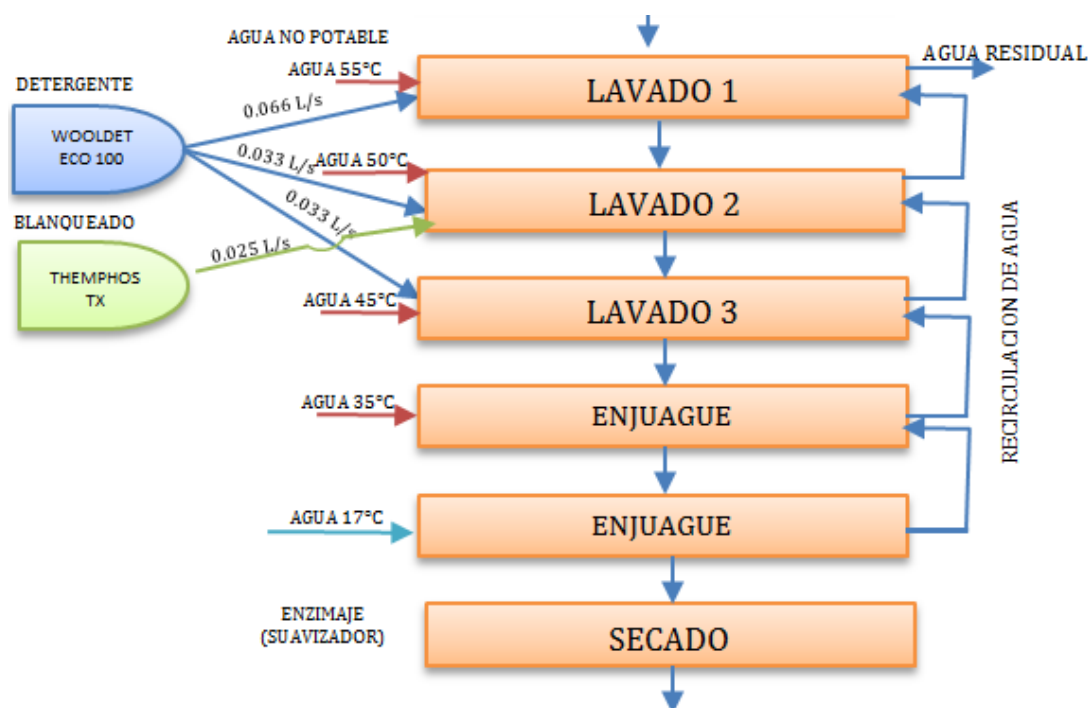 AGUA NO POTABLE
AGUA 55°C
LAVADO 1
AGUA RESIDUAL
DETERGENTE
WOOLDET
ECO 100
0.066 L/s
0.033 L/s
0.033 L/s
AGUA 50°C
LAVADO 2
BLANQUEADO
THEMPHOS
TX
0.025 L/s
AGUA 45°C
LAVADO 3
RECIRCULACION DE AGUA
AGUA 35°C
ENJUAGUE
AGUA 17°C
ENJUAGUE
ENZIMAJE
(SUAVIZADOR)
SECADO